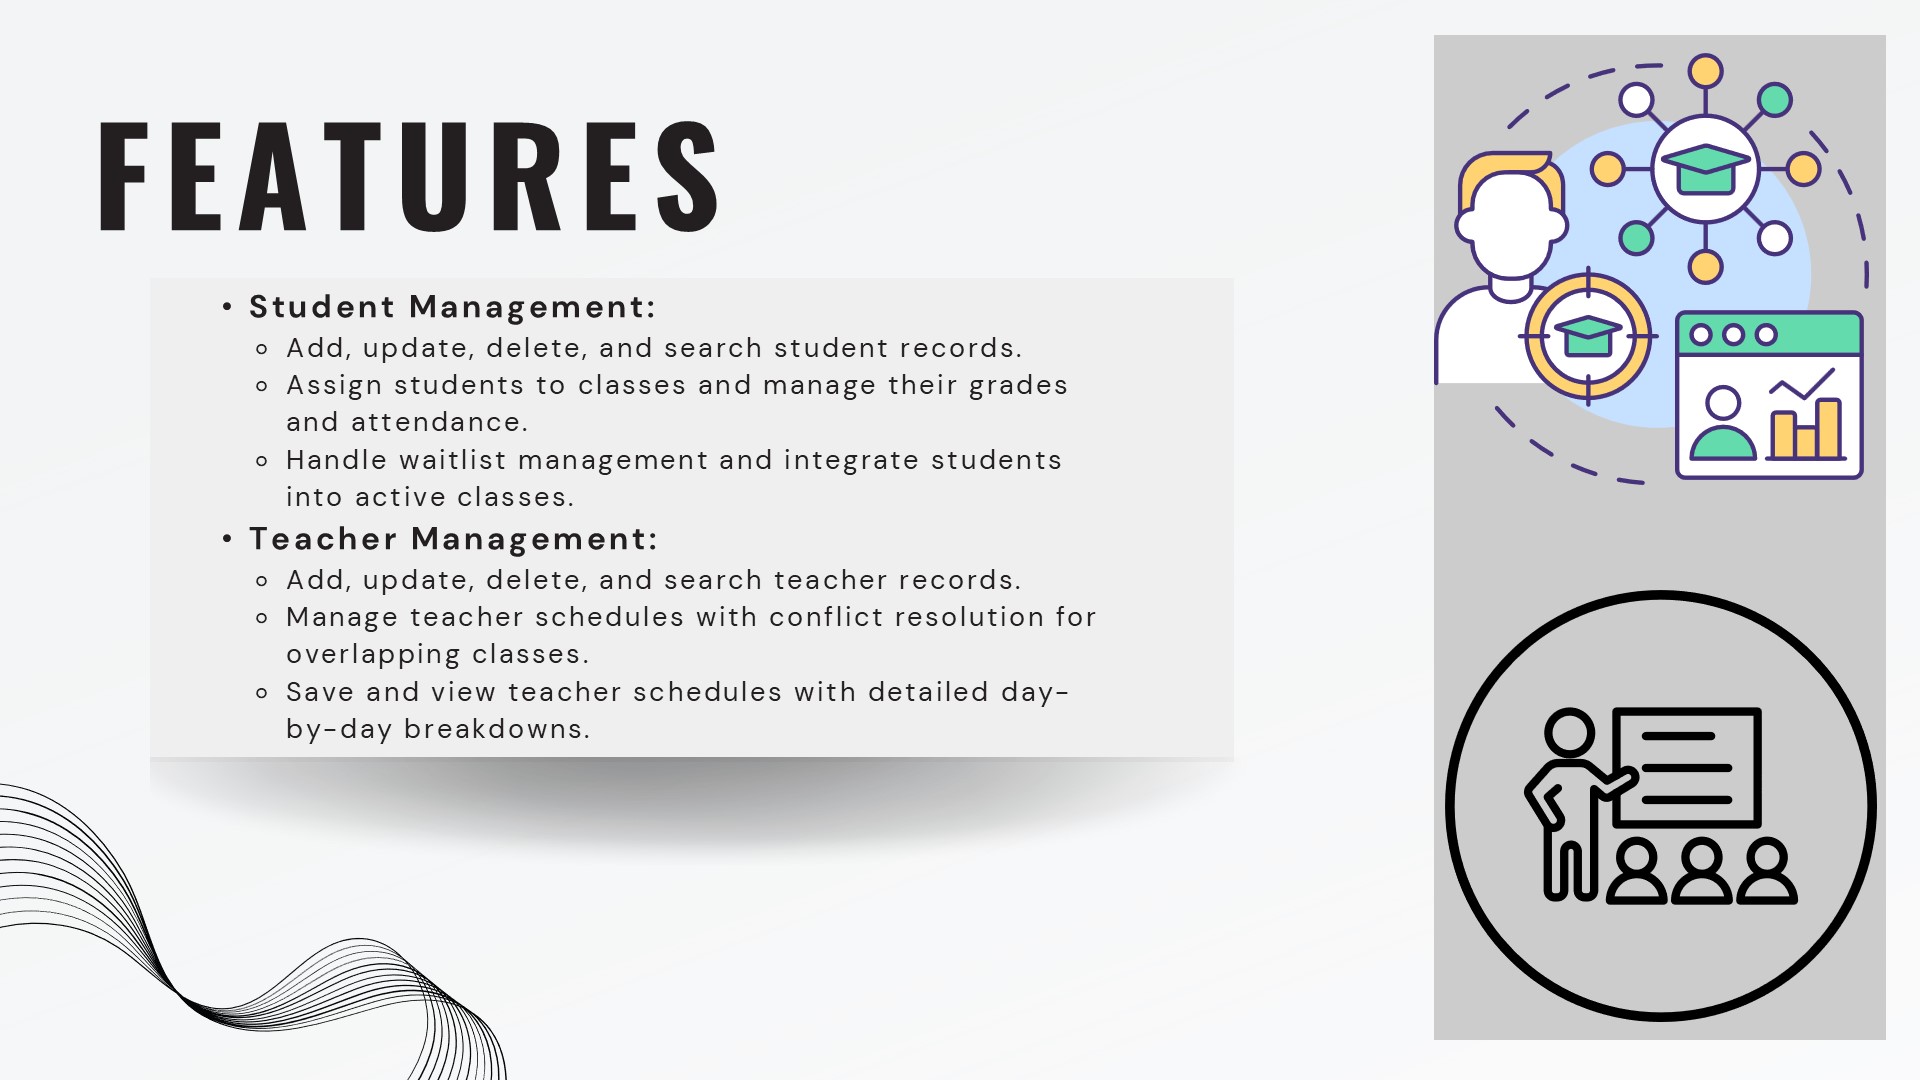 FEATURES
• Student Management:
○ Add, update, delete, and search student records.
○ Assign students to classes and manage their grades
and attendance.
○ Handle waitlist management and integrate students
into active classes.
• Teacher Management:
○ Add, update, delete, and search teacher records.
○ Manage teacher schedules with conflict resolution for
overlapping classes.
○ Save and view teacher schedules with detailed day-
by-day breakdowns.